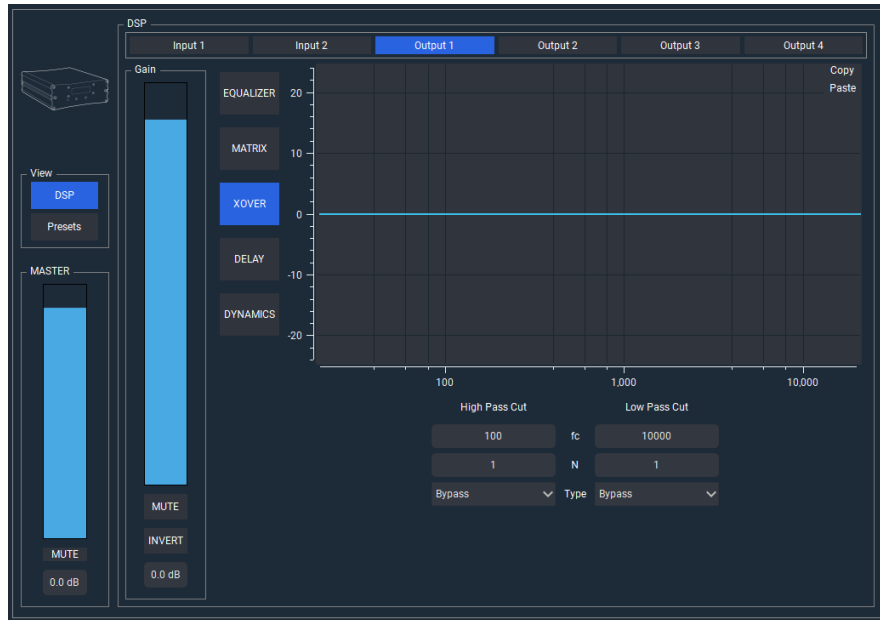 DSP
Input 1 Input 2 Output 1 Output 2 Output 3 Output 4
Gain
Copy
Paste
EQUALIZER
MATRIX
XOVER
DELAY
DYNAMICS
20
10
0
-10
-20
100 1,000 10,000
View
DSP
Presets
MASTER
MUTE
0.0 dB
MUTE
INVERT
0.0 dB
High Pass Cut Low Pass Cut
100 fc 10000
1 N 1
Bypass Type Bypass